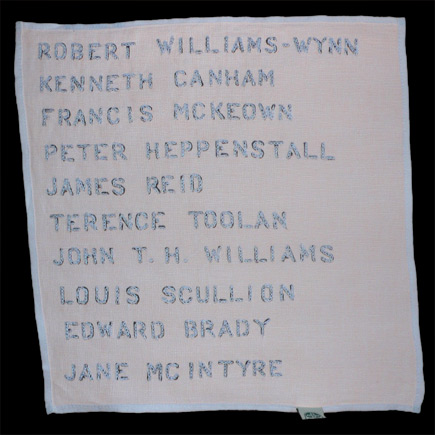 ROBERT WILLIAMS-WYNN
KENNETH CANHAM
FRANCIS MCKEOWN
PETER HEPPENSTALL
JAMES REID
TERENCE TOOLAN
JOHN T. H. WILLIAMS
LOUIS SCULLION
EDWARD BRADY
JANE MCINTYRE